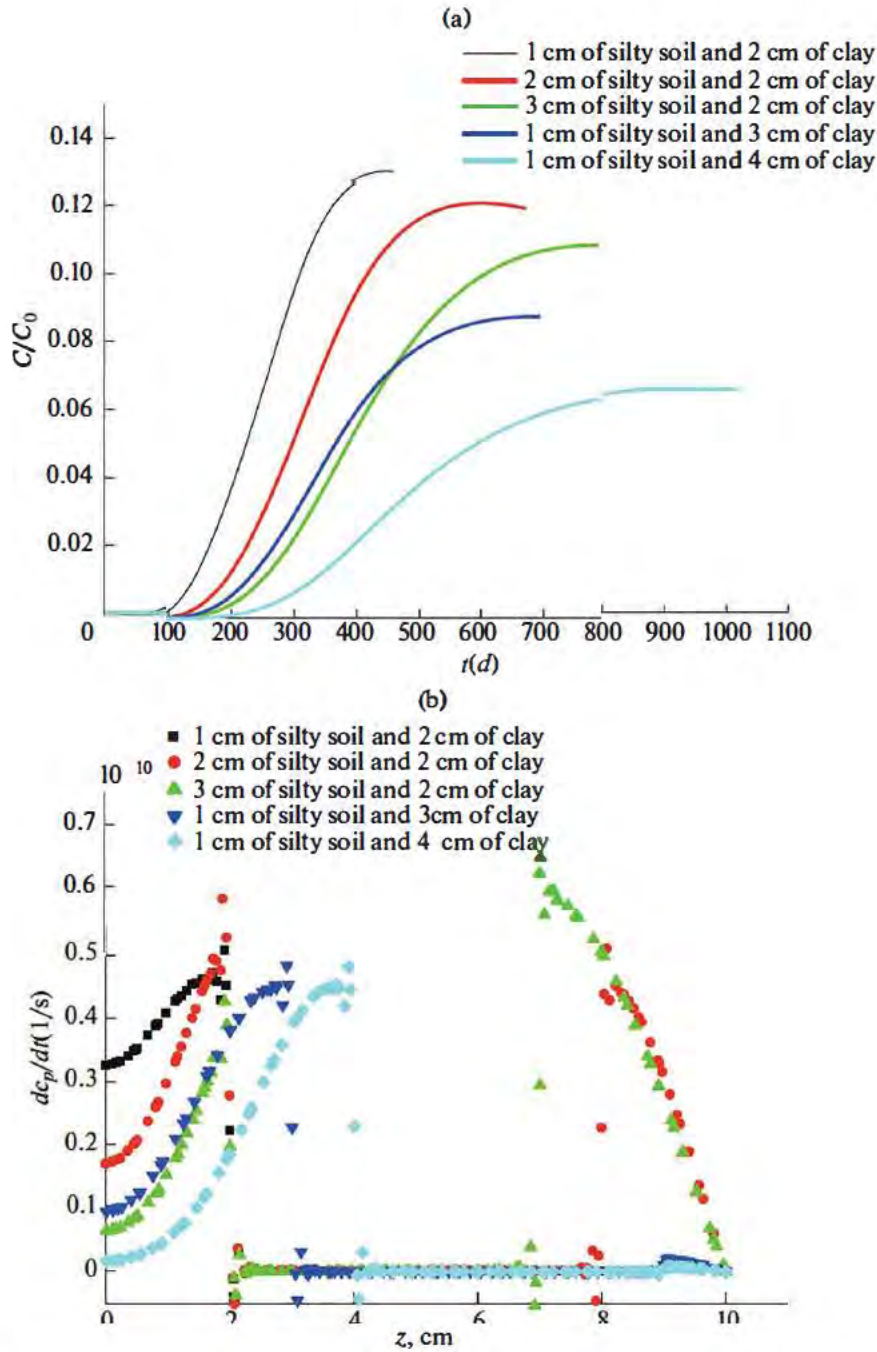 (a)
1 cm of silty soil and 2 cm of clay
2 cm of silty soil and 2 cm of clay
3 cm of silty soil and 2 cm of clay
1 cm of silty soil and 3 cm of clay
1 cm of silty soil and 4 cm of clay
0.14
0.12
0.10
0.08
0.06
0.04
0.02
C/C0
0 100 200 300 400 500 600 700 800 900 1000 1100
t(d)
(b)
1 cm of silty soil and 2 cm of clay
2 cm of silty soil and 2 cm of clay
3 cm of silty soil and 2 cm of clay
1 cm of silty soil and 3cm of clay
1 cm of silty soil and 4 cm of clay
10 -10
0.7
0.6
0.5
0.4
0.3
0.2
0.1
0
dcp/dt(1/s)
0 2 4 6 8 10
z, cm